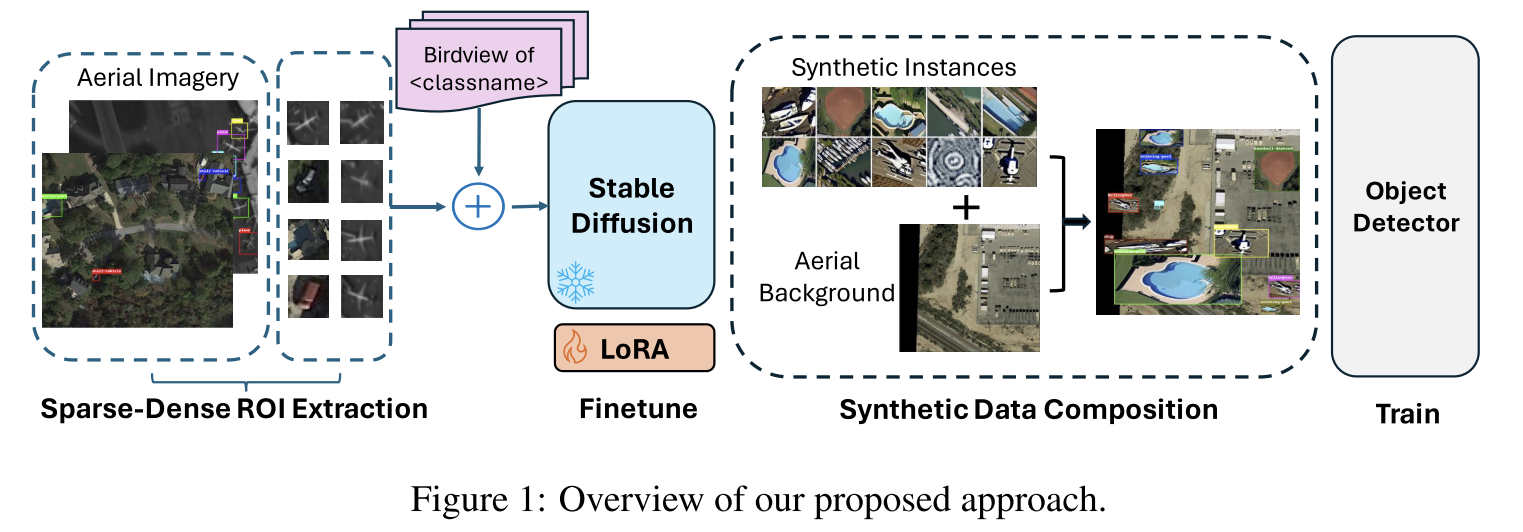 Aerial Imagery
Birdview of
<classname>
Stable
Diffusion
LoRA
Synthetic Instances
Aerial
Background
Object
Detector
Sparse-Dense ROI Extraction
Finetune
Synthetic Data Composition
Train
Figure 1: Overview of our proposed approach.